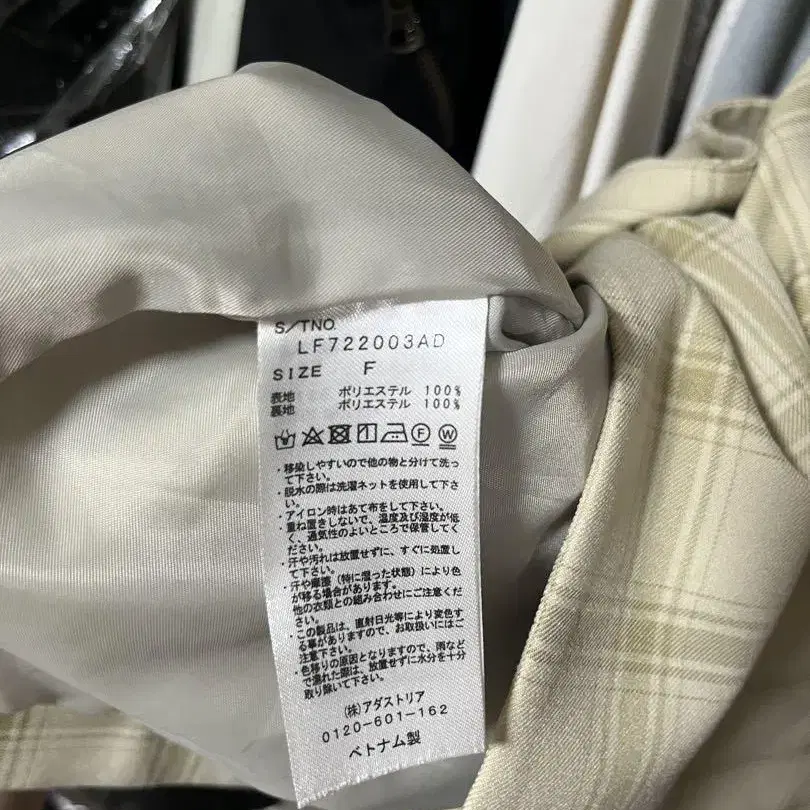 S/TNO.
LF722003AD
SIZE F
表地 ポリエステル 100%
裏地 ポリエステル 100%
・移染しやすいので他の物と分けて洗っ
て下さい。
・脱水の際は洗濯ネットを使用して下さ
い。
・アイロン時はあて布をして下さい。
・重ね置きしないで、温度及び湿度が低
く、通気性のよいところで保管してく
ださい。
・汗や汚れは放置せずに、すぐに処置し
て下さい。
・汗や摩擦（特に湿った状態）により色
が移る場合があります。
他の衣類との組み合わせにご注意くだ
さい。
・この製品は、直射日光等により変色す
る事がありますので、お取扱いにはご
注意下さい。
・色移りの原因となりますので、雨など
で濡れた際は、放置せずに水分を十分
取り除いて下さい。
(株)アダストリア
0120-601-162
ベトナム製